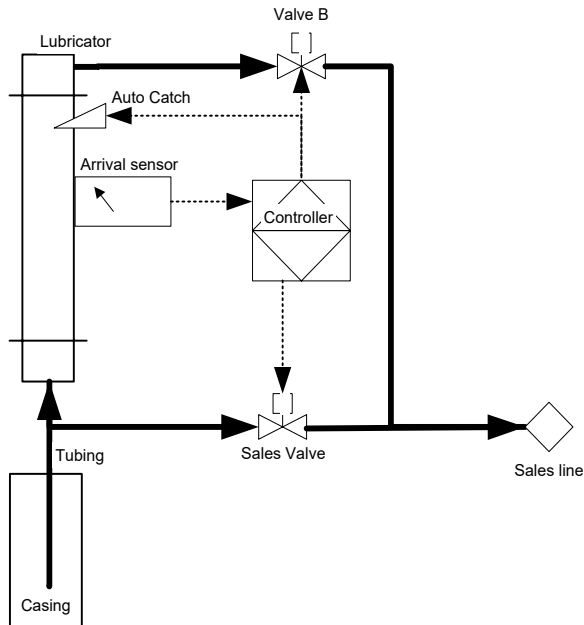 Valve B
Lubricator
Auto Catch
Arrival sensor
Controller
Tubing
Sales Valve
Sales line
Casing